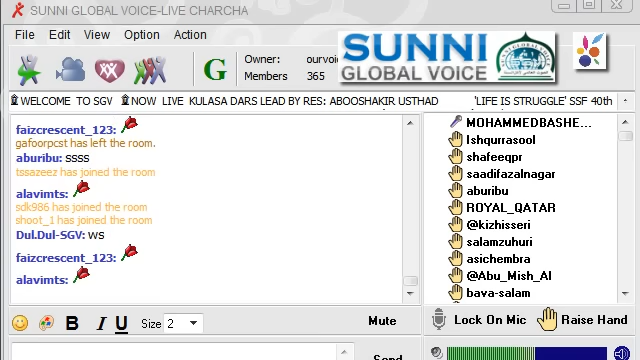 SUNNI GLOBAL VOICE-LIVE CHARCHA
File Edit View Option Action
G
Owner: ourvoi
Members 365
SUNNI
GLOBAL VOICE
WELCOME TO SGV NOW LIVE KULASA DARS LEAD BY RES: ABOOSHAKIR USTHAD 'LIFE IS STRUGGLE' SSF 40th
faizcrescent_123:
gafoorpcst has left the room.
aburibu: ssss
tssazeez has joined the room
alavimts:
sdk986 has joined the room
shoot_1 has joined the room
Dul.Dul-SGV: ws
faizcrescent_123:
alavimts:
MOHAMMEDBASHE...
Ishqurrasool
shafeeqpr
saadifazalnagar
aburibu
ROYAL_QATAR
@kizhisseri
salamzuhuri
asichembra
@Abu_Mish_Al
bava-salam
B I U Size 2 Mute
Lock On Mic Raise Hand
Send